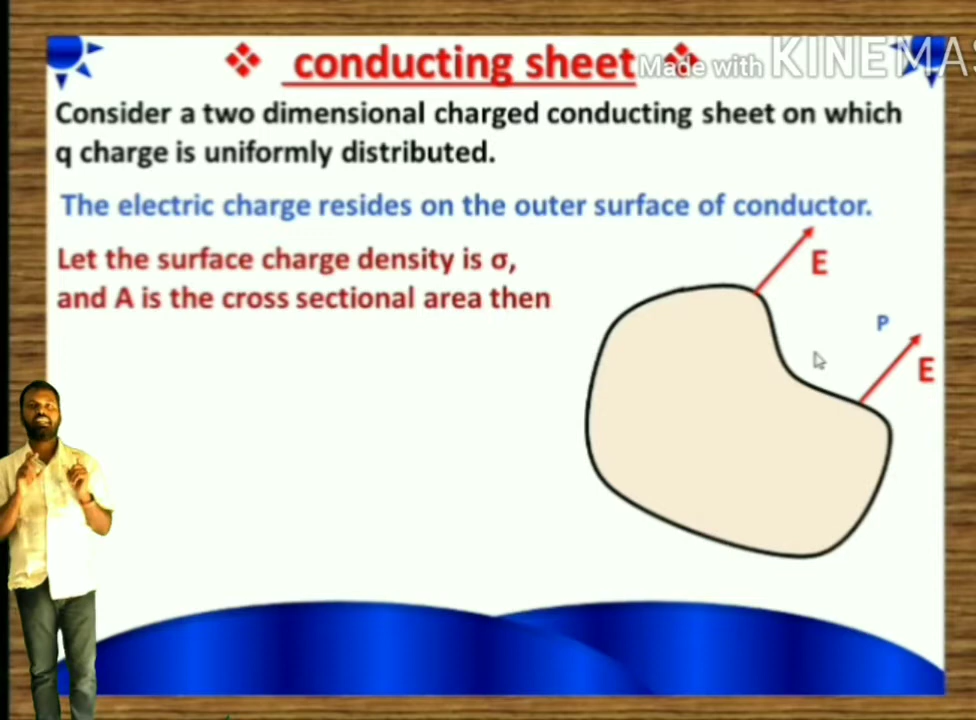 ❖ conducting sheet ❖
Made with KINEMAS
Consider a two dimensional charged conducting sheet on which
q charge is uniformly distributed.
The electric charge resides on the outer surface of conductor.
Let the surface charge density is σ,
and A is the cross sectional area then
E
P
E